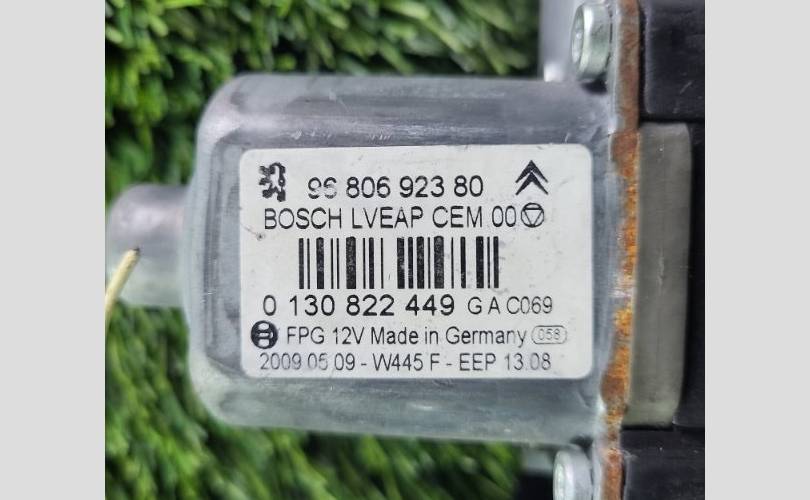 96 806 923 80
BOSCH LVEAP CEM 00
0 130 822 449 G A C069
FPG 12V Made in Germany 058
2009 05 09 - W445 F - EEP 13.08